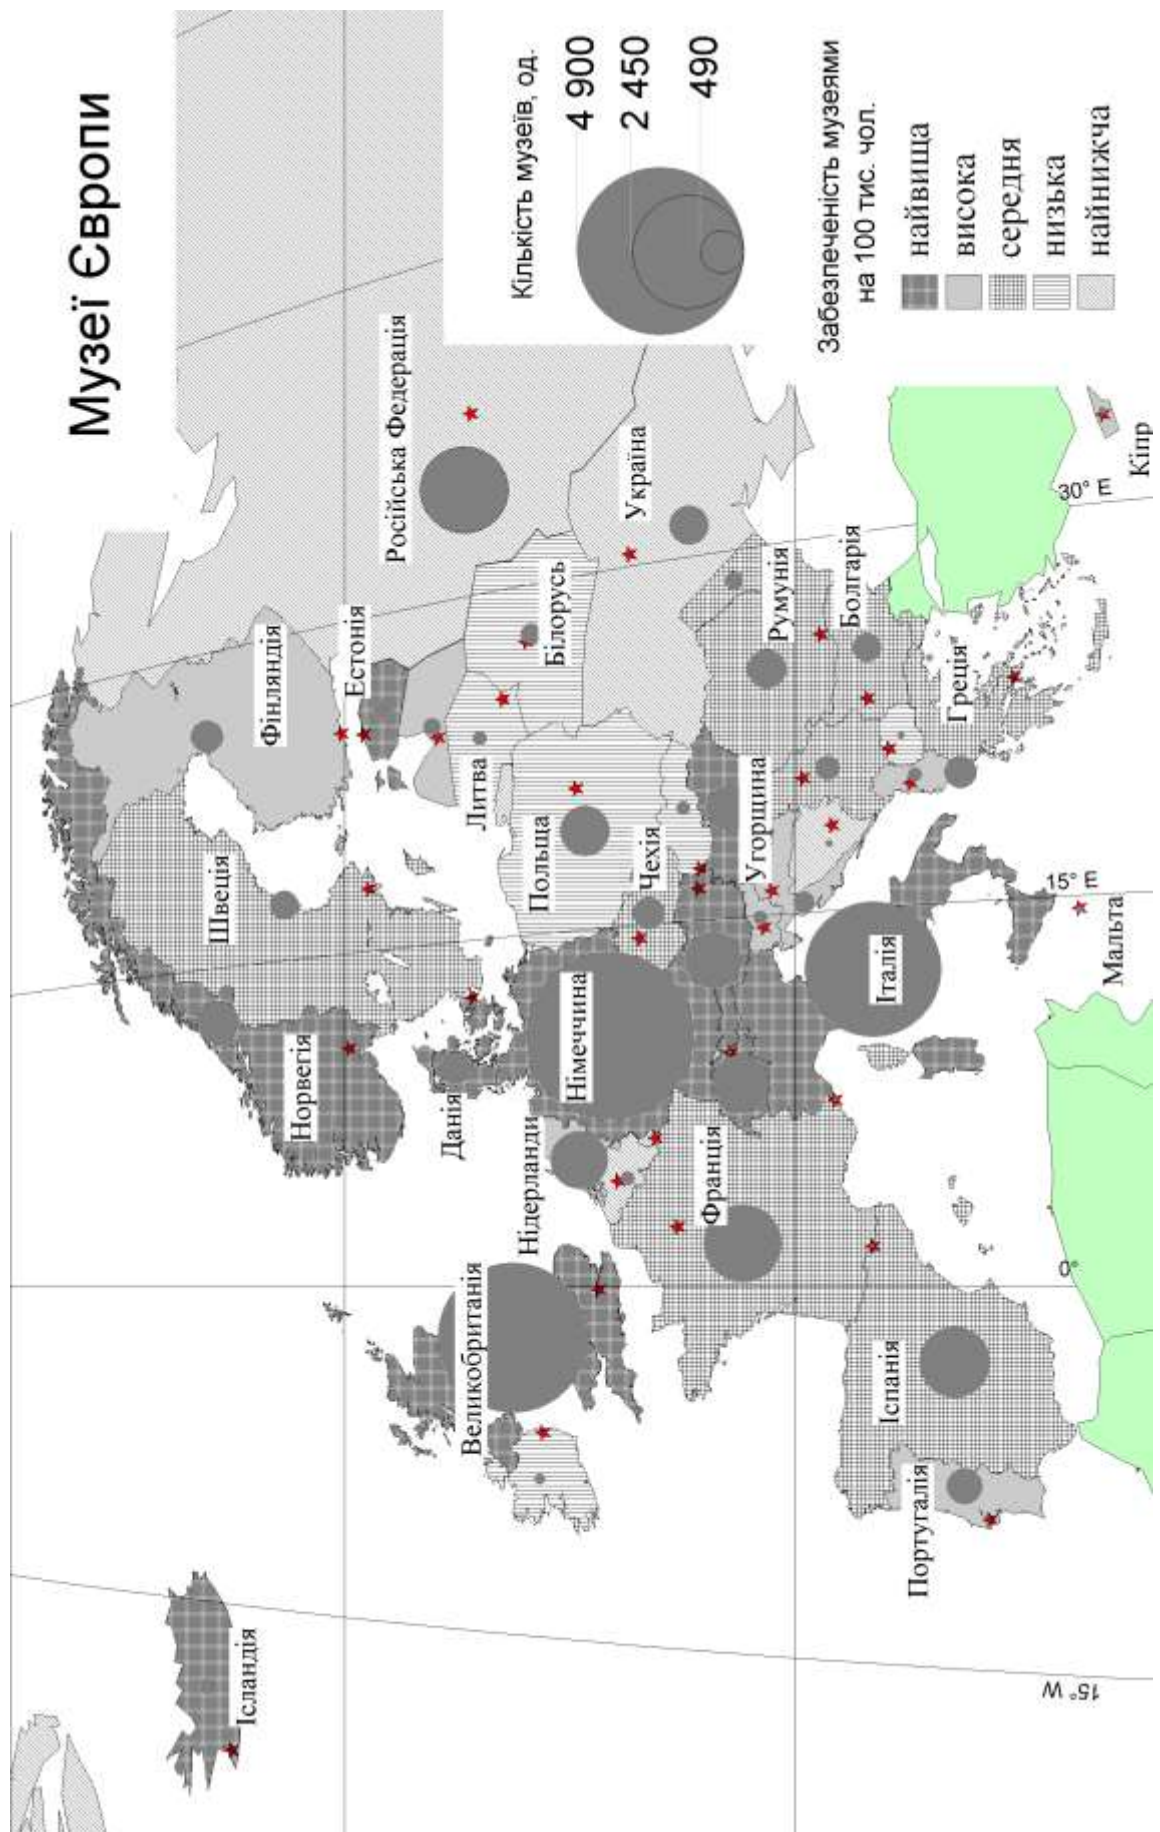 Музеї Європи
Кількість музеїв, од.
4 900
2 450
490
Забезпеченість музеями
на 100 тис. чол.
найвища
висока
середня
низька
найнижча
Ісландія
Норвегія
Швеція
Фінляндія
Естонія
Російська Федерація
Данія
Литва
Білорусь
Великобританія
Нідерланди
Німеччина
Польща
Чехія
Україна
Франція
Угорщина
Румунія
Болгарія
Португалія
Іспанія
Італія
Греція
Мальта
Кіпр
15° W
0°
15° E
30° E